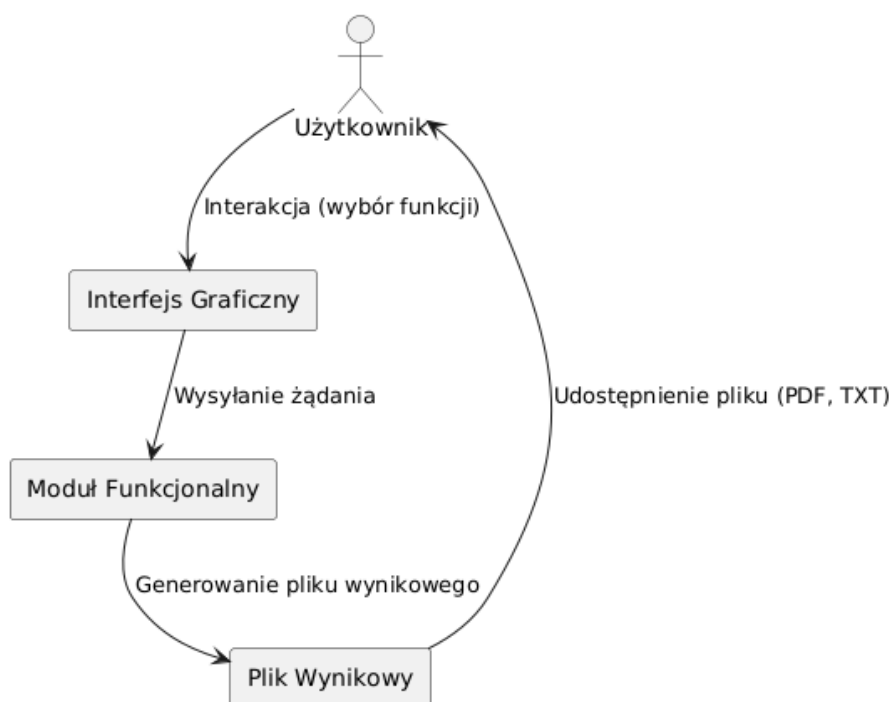 Użytkownik
Interakcja (wybór funkcji)
Interfejs Graficzny
Wysyłanie żądania
Udostępnienie pliku (PDF, TXT)
Moduł Funkcjonalny
Generowanie pliku wynikowego
Plik Wynikowy